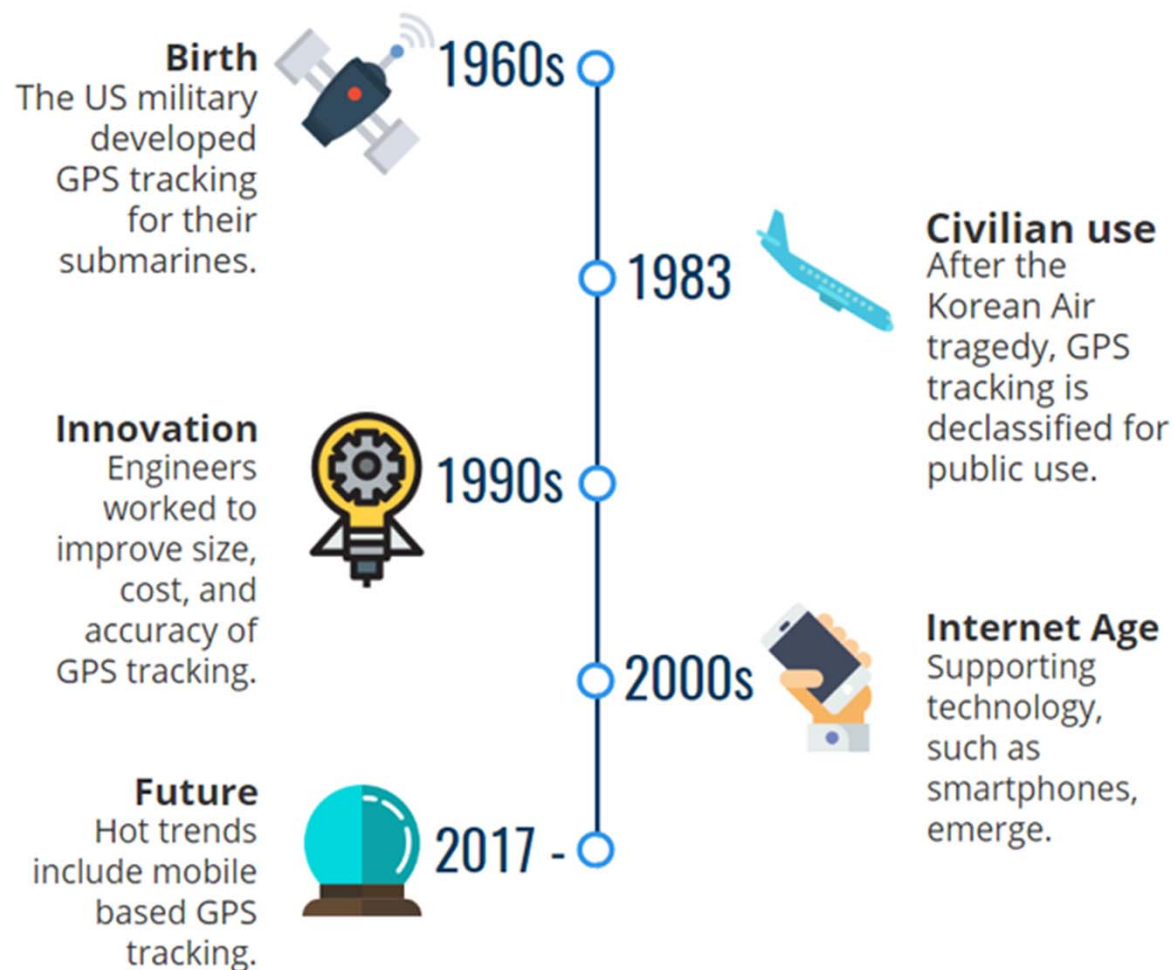 Birth
The US military
developed
GPS tracking
for their
submarines.
1960s
1983
Civilian use
After the
Korean Air
tragedy, GPS
tracking is
declassified for
public use.
Innovation
Engineers
worked to
improve size,
cost, and
accuracy of
GPS tracking.
1990s
2000s
Internet Age
Supporting
technology,
such as
smartphones,
emerge.
Future
Hot trends
include mobile
based GPS
tracking.
2017 -